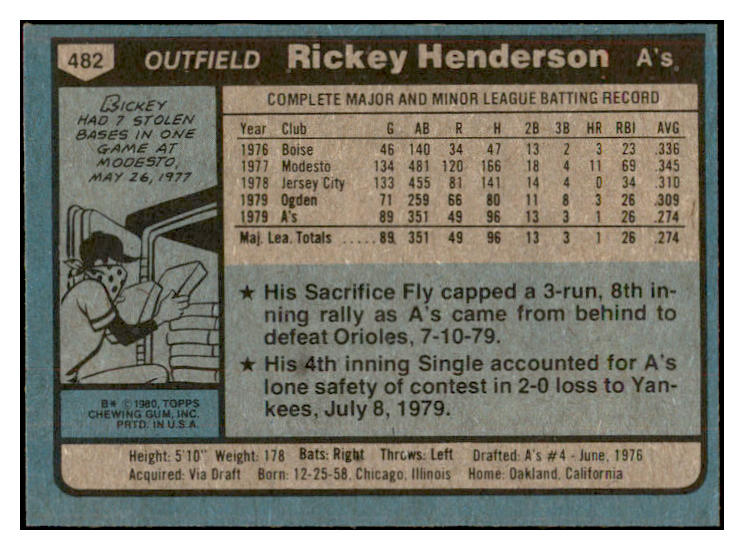 482 OUTFIELD Rickey Henderson A's
RICKEY
HAD 7 STOLEN
BASES IN ONE
GAME AT
MODESTO,
MAY 26, 1977
COMPLETE MAJOR AND MINOR LEAGUE BATTING RECORD
Year Club G AB R H 2B 3B HR RBI AVG
1976 Boise 46 140 34 47 13 2 3 23 .336
1977 Modesto 134 481 120 166 18 4 11 69 .345
1978 Jersey City 133 455 81 141 14 4 0 34 .310
1979 Ogden 71 259 66 80 11 8 3 26 .309
1979 A's 89 351 49 96 13 3 1 26 .274
Maj. Lea. Totals ..... 89 351 49 96 13 3 1 26 .274
★ His Sacrifice Fly capped a 3-run, 8th in-
ning rally as A's came from behind to
defeat Orioles, 7-10-79.
★ His 4th inning Single accounted for A's
lone safety of contest in 2-0 loss to Yan-
kees, July 8, 1979.
B* © 1980, TOPPS
CHEWING GUM, INC.
PRTD. IN U.S.A.
Height: 5'10" Weight: 178 Bats: Right Throws: Left Drafted: A's #4 - June, 1976
Acquired: Via Draft Born: 12-25-58, Chicago, Illinois Home: Oakland, California